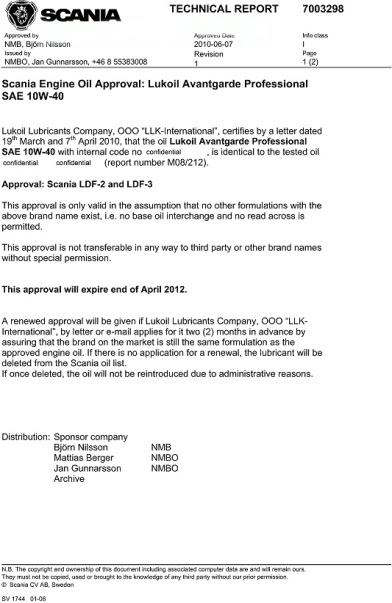 SCANIA
TECHNICAL REPORT 7003298
Approved by Approved Date Info class
NMB, Björn Nilsson 2010-06-07 I
Issued by Revision Page
NMBO, Jan Gunnarsson, +46 8 55383008 1 1 (2)
Scania Engine Oil Approval: Lukoil Avantgarde Professional
SAE 10W-40
Lukoil Lubricants Company, OOO "LLK-International", certifies by a letter dated
19th March and 7th April 2010, that the oil Lukoil Avantgarde Professional
SAE 10W-40 with internal code no confidential , is identical to the tested oil
confidential confidential (report number M08/212).
Approval: Scania LDF-2 and LDF-3
This approval is only valid in the assumption that no other formulations with the
above brand name exist, i.e. no base oil interchange and no read across is
permitted.
This approval is not transferable in any way to third party or other brand names
without special permission.
This approval will expire end of April 2012.
A renewed approval will be given if Lukoil Lubricants Company, OOO "LLK-
International", by letter or e-mail applies for it two (2) months in advance by
assuring that the brand on the market is still the same formulation as the
approved engine oil. If there is no application for a renewal, the lubricant will be
deleted from the Scania oil list.
If once deleted, the oil will not be reintroduced due to administrative reasons.
Distribution: Sponsor company
Björn Nilsson NMB
Mattias Berger NMBO
Jan Gunnarsson NMBO
Archive
N.B. The copyright and ownership of this document including associated computer data are and will remain ours.
They must not be copied, used or brought to the knowledge of any third party without our prior permission.
© Scania CV AB, Sweden
SV 1744 01-06